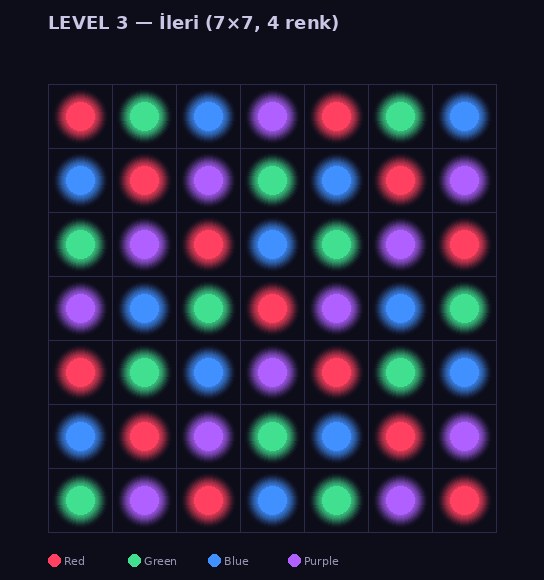 LEVEL 3 — İleri (7×7, 4 renk)
Red Green Blue Purple